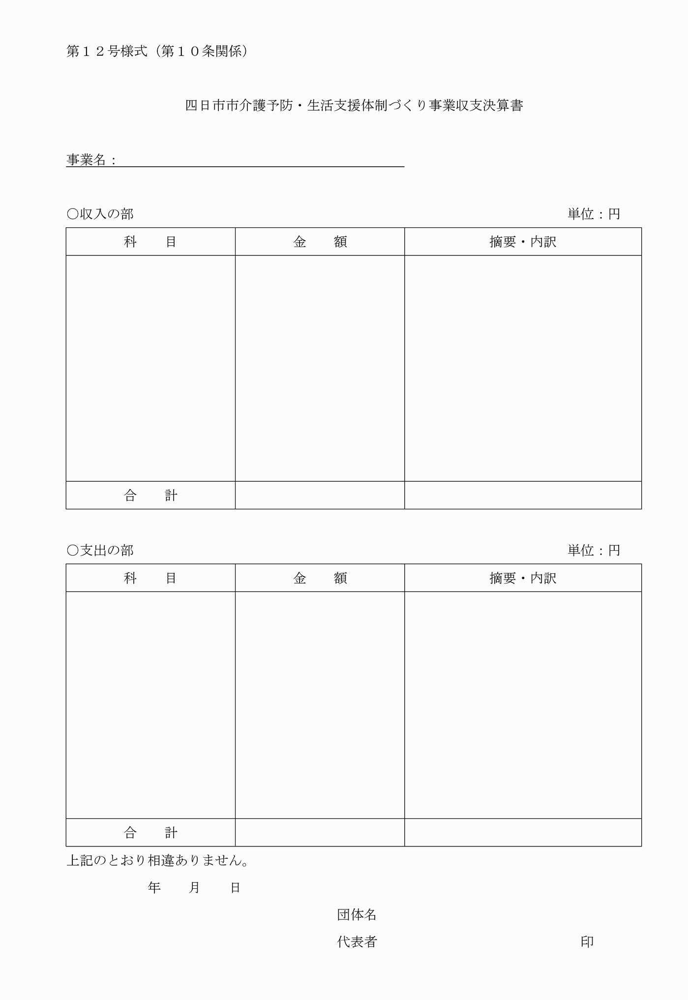 第１２号様式（第１０条関係）
四日市市介護予防・生活支援体制づくり事業収支決算書
事業名：
〇収入の部　単位：円
科　　目　金　　額　摘要・内訳
合　　計
〇支出の部　単位：円
科　　目　金　　額　摘要・内訳
合　　計
上記のとおり相違ありません。
年　　月　　日
団体名
代表者　印